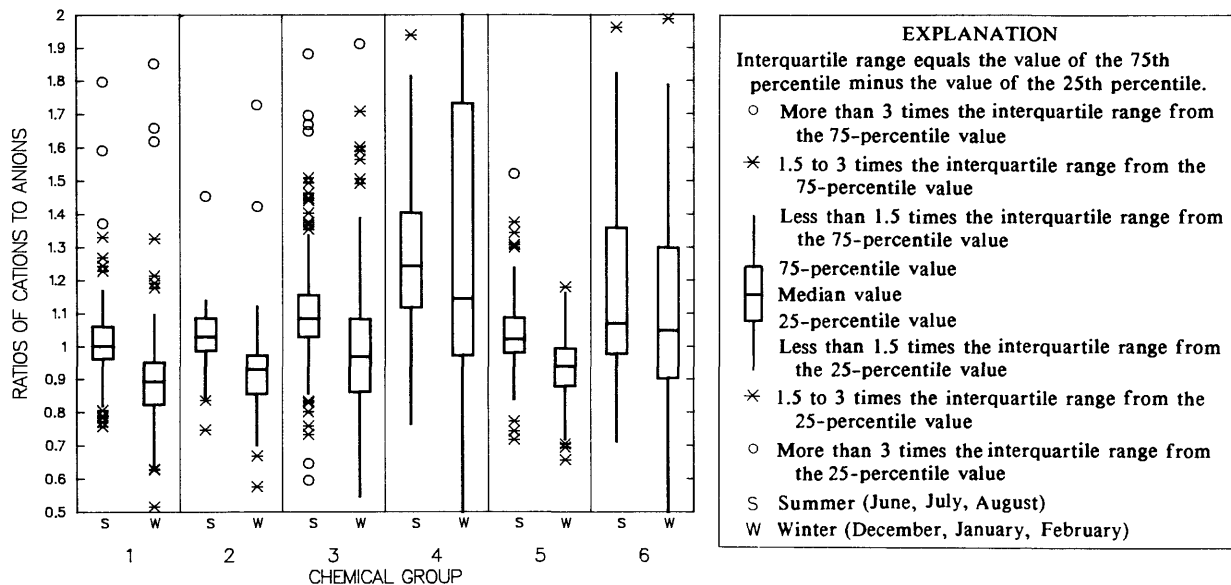 RATIOS OF CATIONS TO ANIONS
2
1.9
1.8
1.7
1.6
1.5
1.4
1.3
1.2
1.1
1
0.9
0.8
0.7
0.6
0.5
S W S W S W S W S W S W
1 2 3 4 5 6
CHEMICAL GROUP
EXPLANATION
Interquartile range equals the value of the 75th
percentile minus the value of the 25th percentile.
More than 3 times the interquartile range from
the 75-percentile value
1.5 to 3 times the interquartile range from the
75-percentile value
Less than 1.5 times the interquartile range from
the 75-percentile value
75-percentile value
Median value
25-percentile value
Less than 1.5 times the interquartile range from
the 25-percentile value
1.5 to 3 times the interquartile range from the
25-percentile value
More than 3 times the interquartile range from
the 25-percentile value
S Summer (June, July, August)
W Winter (December, January, February)